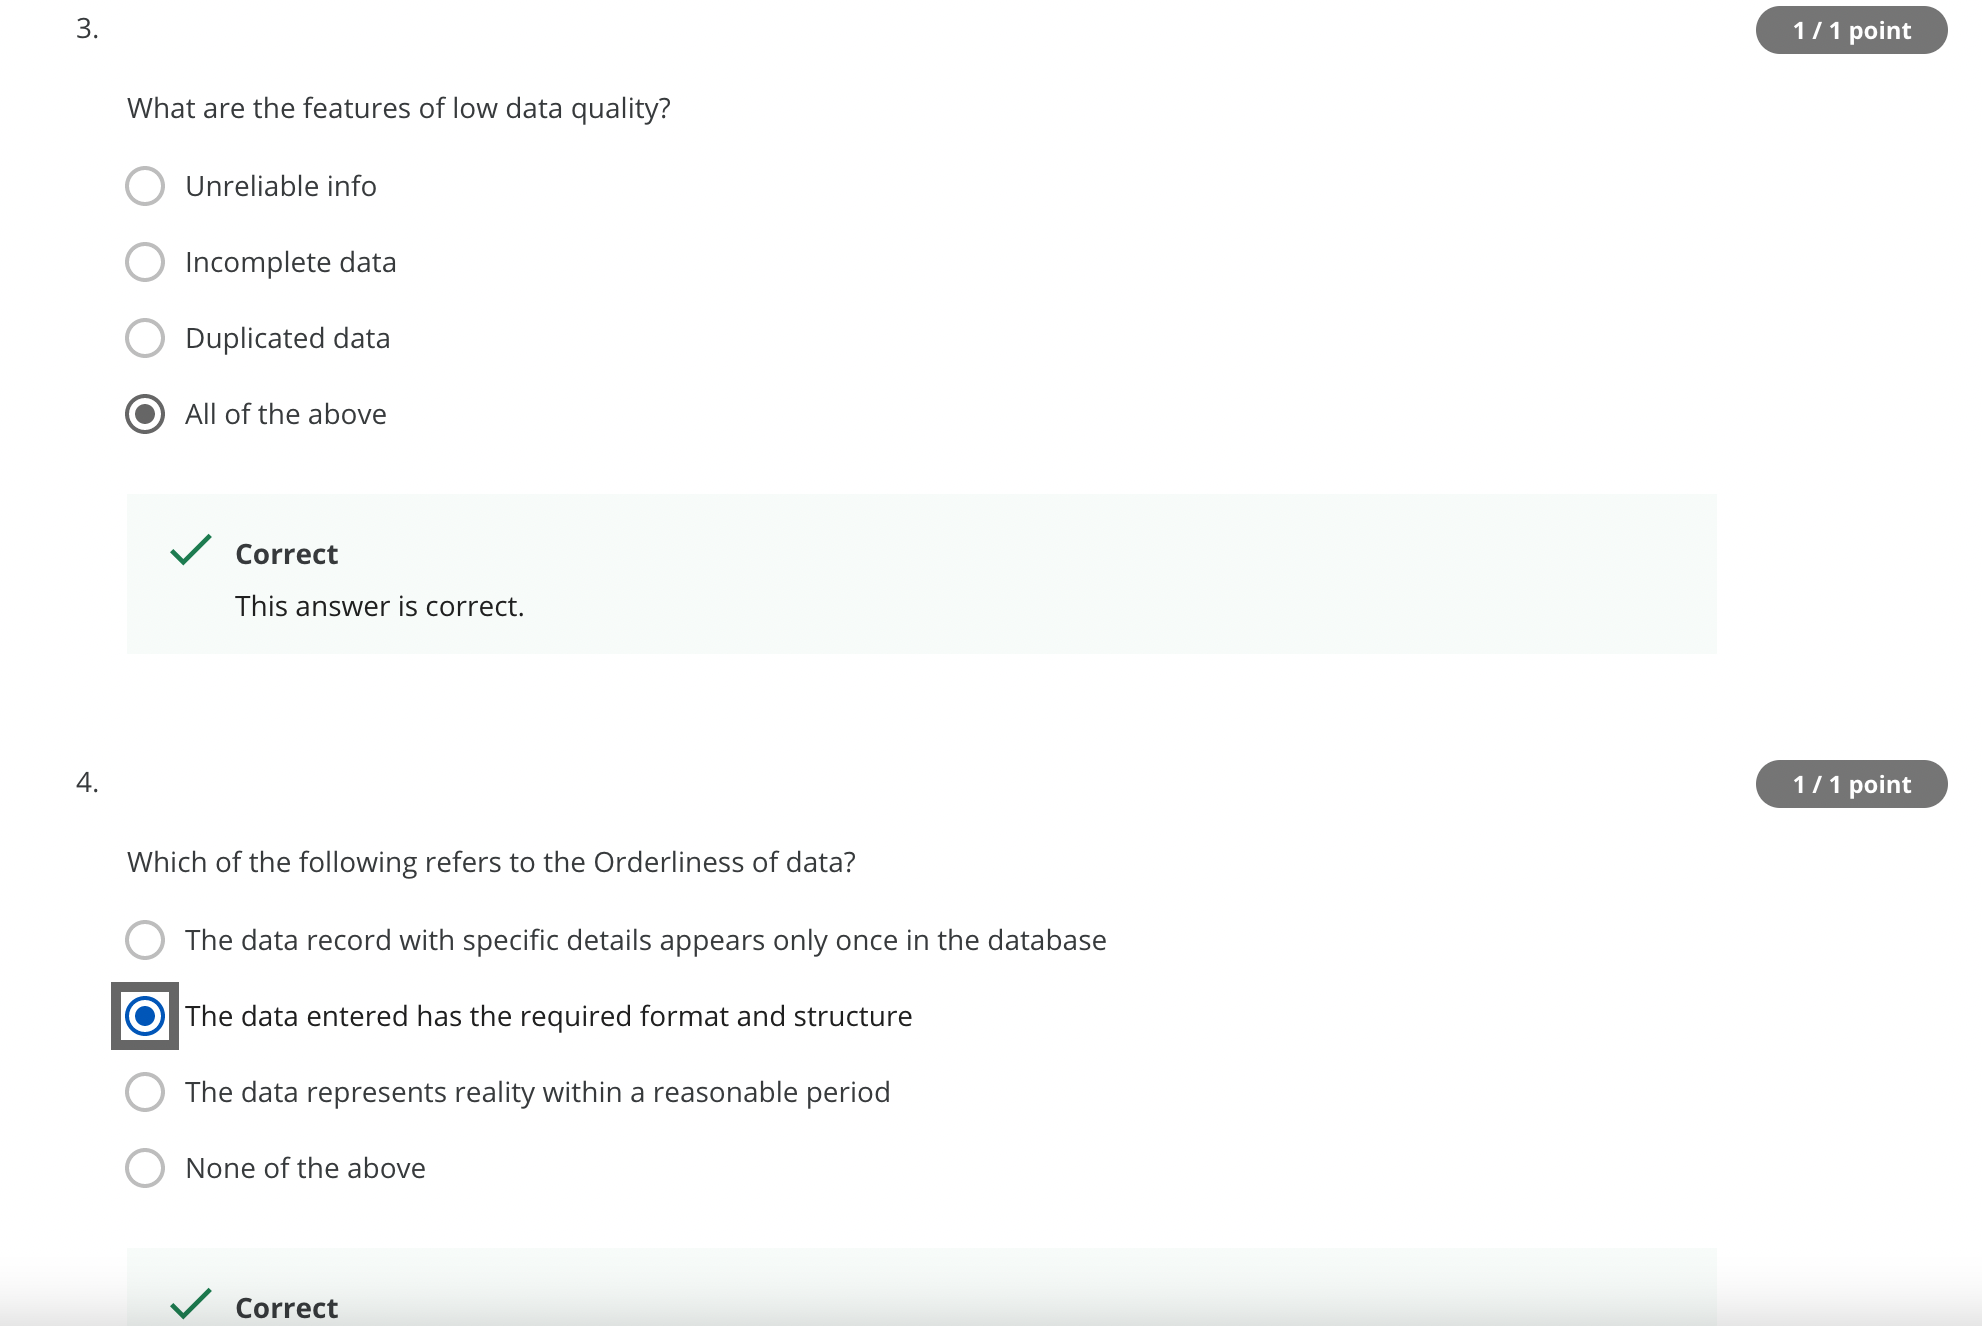 3.
1 / 1 point
What are the features of low data quality?
Unreliable info
Incomplete data
Duplicated data
All of the above
Correct
This answer is correct.
4.
1 / 1 point
Which of the following refers to the Orderliness of data?
The data record with specific details appears only once in the database
The data entered has the required format and structure
The data represents reality within a reasonable period
None of the above
Correct